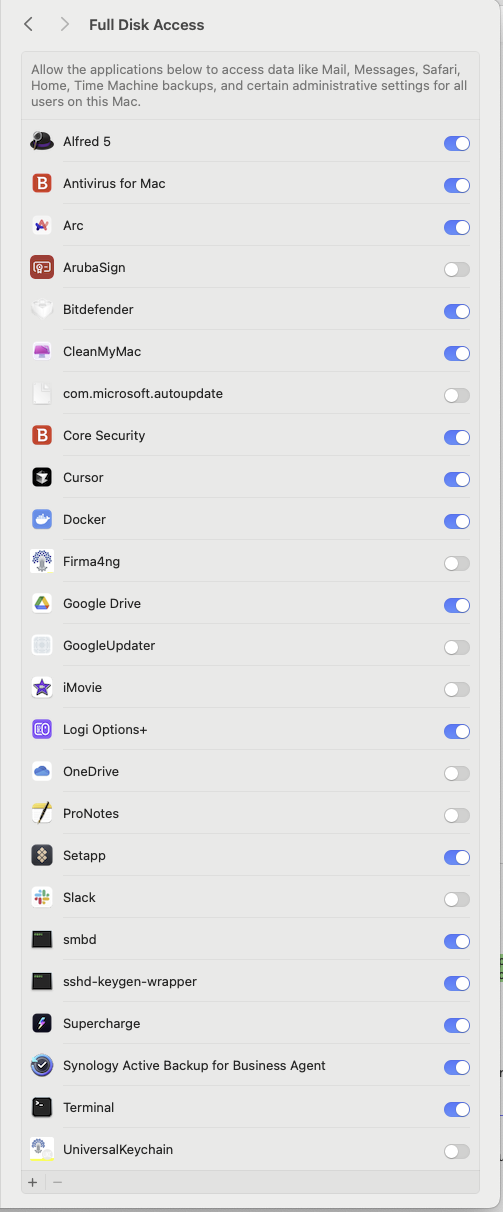 Full Disk Access
Allow the applications below to access data like Mail, Messages, Safari,
Home, Time Machine backups, and certain administrative settings for all
users on this Mac.
Alfred 5
Antivirus for Mac
Arc
ArubaSign
Bitdefender
CleanMyMac
com.microsoft.autoupdate
Core Security
Cursor
Docker
Firma4ng
Google Drive
GoogleUpdater
iMovie
Logi Options+
OneDrive
ProNotes
Setapp
Slack
smbd
sshd-keygen-wrapper
Supercharge
Synology Active Backup for Business Agent
Terminal
UniversalKeychain